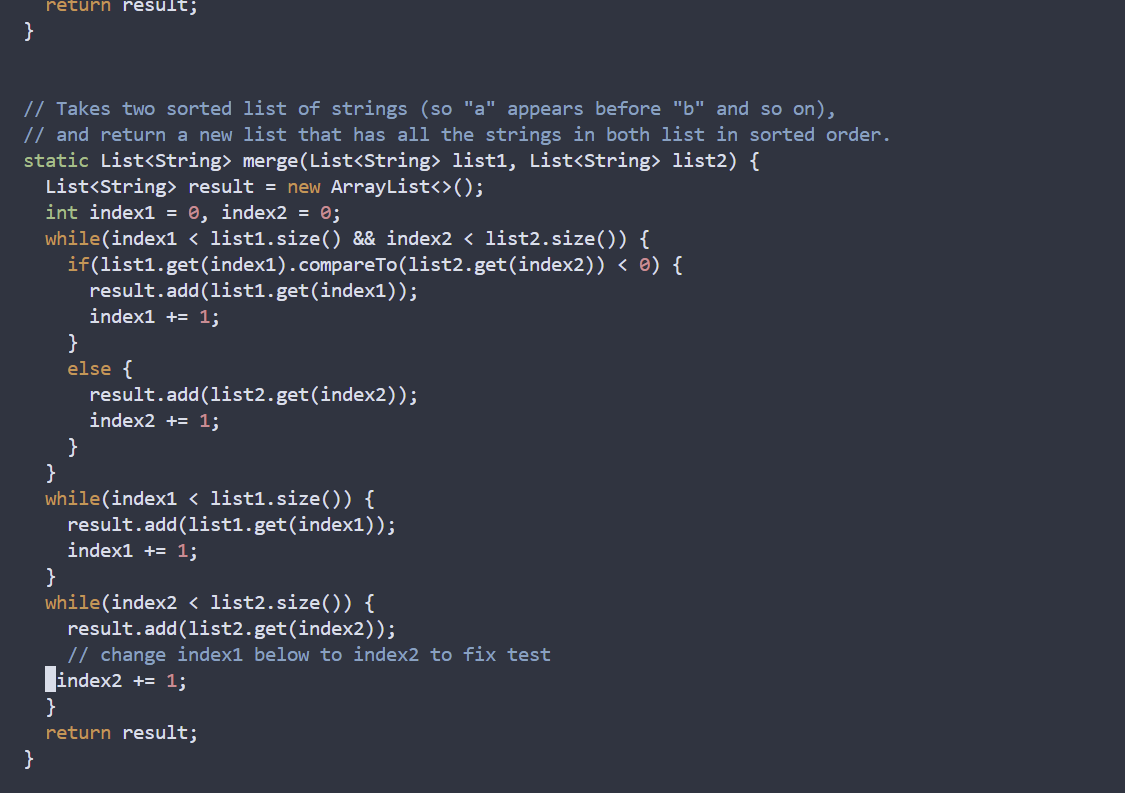 return result;
}
// Takes two sorted list of strings (so "a" appears before "b" and so on),
// and return a new list that has all the strings in both list in sorted order.
static List<String> merge(List<String> list1, List<String> list2) {
List<String> result = new ArrayList<>();
int index1 = 0, index2 = 0;
while(index1 < list1.size() && index2 < list2.size()) {
if(list1.get(index1).compareTo(list2.get(index2)) < 0) {
result.add(list1.get(index1));
index1 += 1;
}
else {
result.add(list2.get(index2));
index2 += 1;
}
}
while(index1 < list1.size()) {
result.add(list1.get(index1));
index1 += 1;
}
while(index2 < list2.size()) {
result.add(list2.get(index2));
// change index1 below to index2 to fix test
index2 += 1;
}
return result;
}